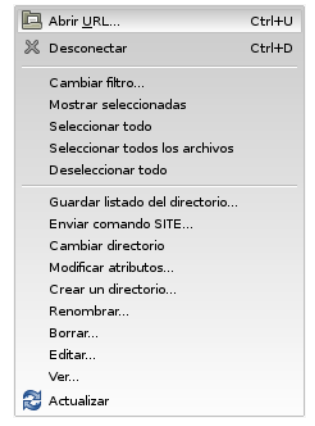 Abrir URL... Ctrl+U
Desconectar Ctrl+D
Cambiar filtro...
Mostrar seleccionadas
Seleccionar todo
Seleccionar todos los archivos
Deseleccionar todo
Guardar listado del directorio...
Enviar comando SITE...
Cambiar directorio
Modificar atributos...
Crear un directorio...
Renombrar...
Borrar...
Editar...
Ver...
Actualizar